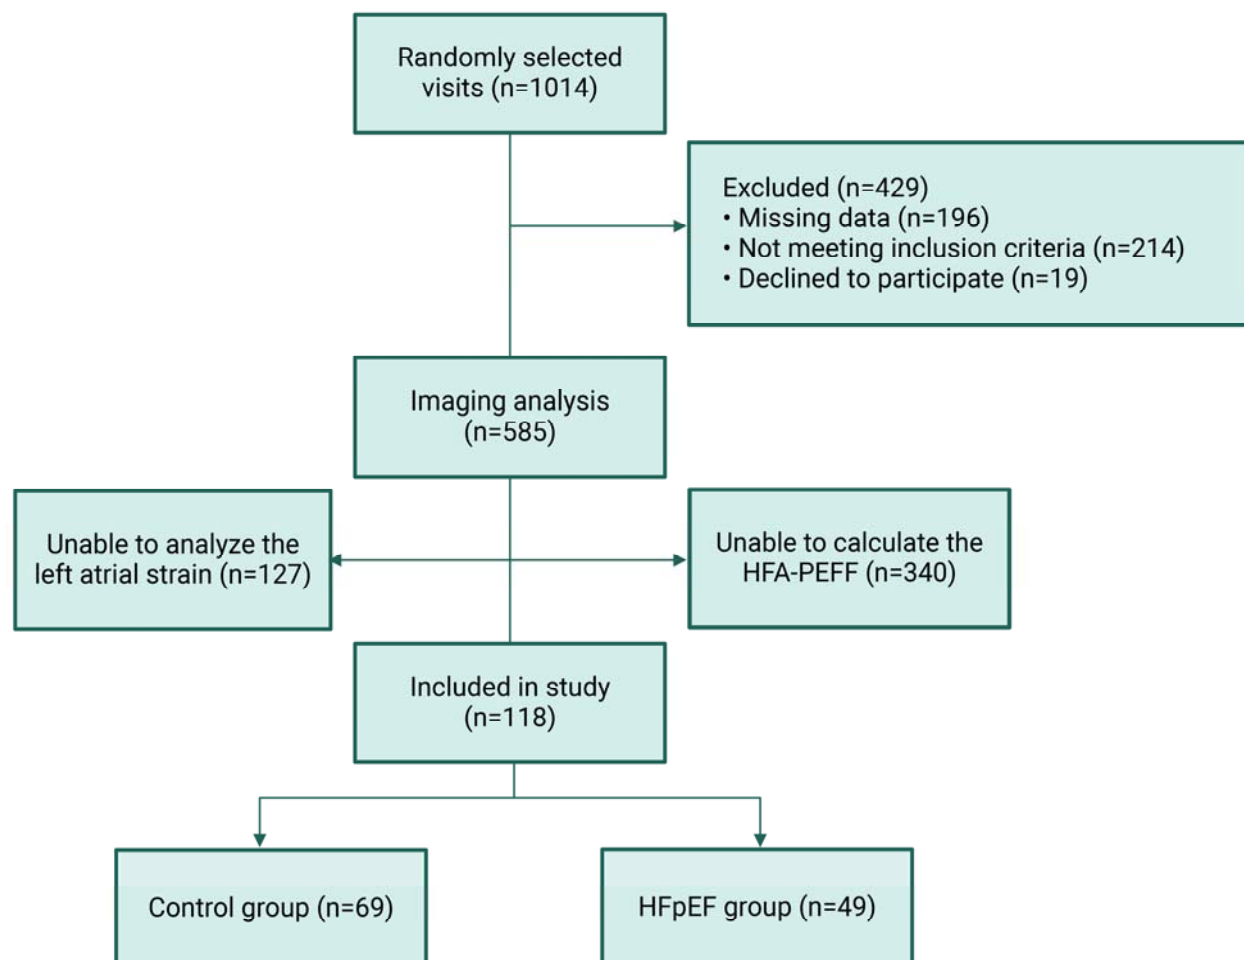 Randomly selected
visits (n=1014)
Excluded (n=429)
• Missing data (n=196)
• Not meeting inclusion criteria (n=214)
• Declined to participate (n=19)
Imaging analysis
(n=585)
Unable to analyze the
left atrial strain (n=127)
Unable to calculate the
HFA-PEFF (n=340)
Included in study
(n=118)
Control group (n=69)
HFpEF group (n=49)